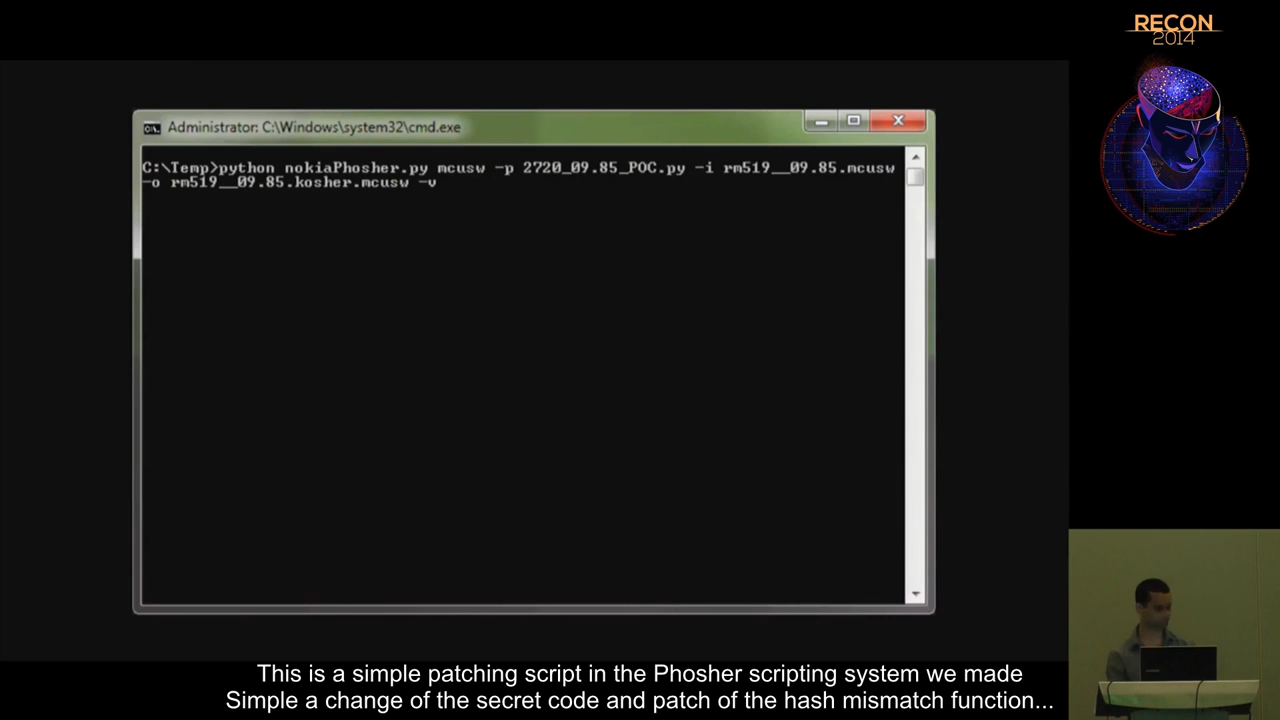 RECON
2014
Administrator: C:\Windows\system32\cmd.exe
C:\Temp>python nokiaPhosher.py mcusw -p 2720_09.85_POC.py -i rm519__09.85.mcusw
-o rm519__09.85.kosher.mcusw -v
This is a simple patching script in the Phosher scripting system we made
Simple a change of the secret code and patch of the hash mismatch function...